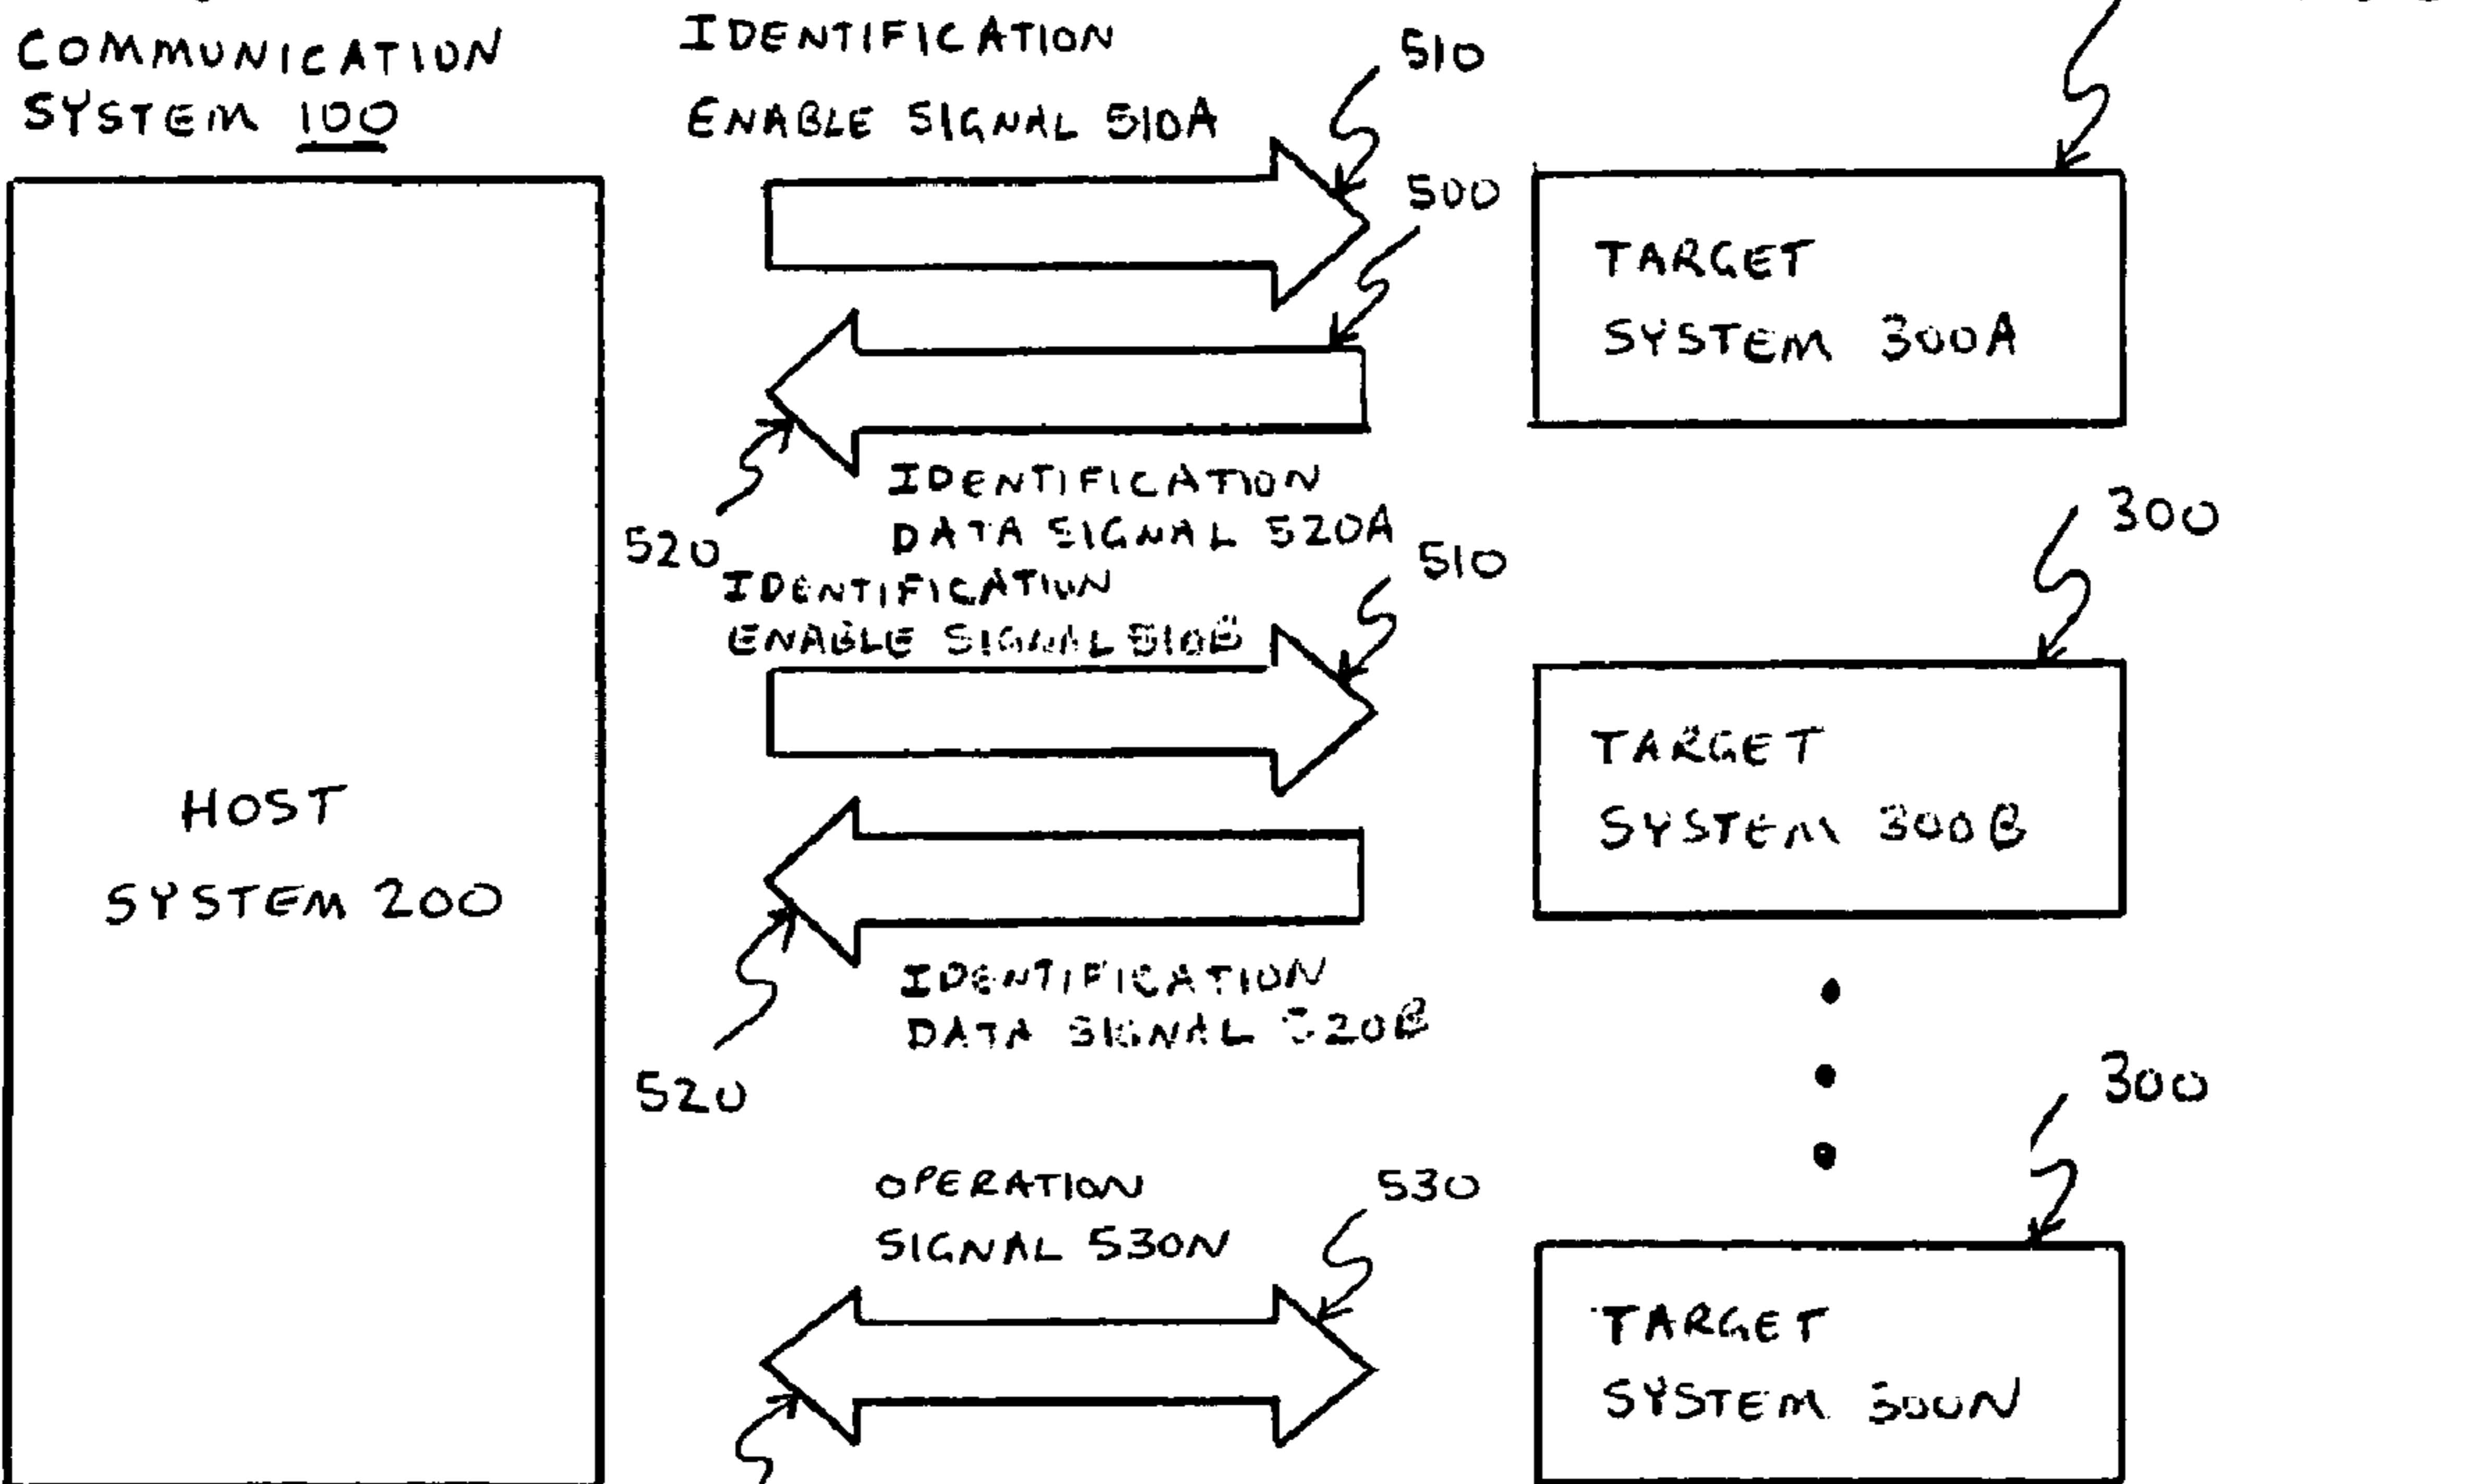 COMMUNICATION
SYSTEM 100
IDENTIFICATION
ENABLE SIGNAL 510A
510
500
TARGET
SYSTEM 300A
520
IDENTIFICATION
DATA SIGNAL 520A
510
300
IDENTIFICATION
ENABLE SIGNAL 510B
HOST
SYSTEM 200
TARGET
SYSTEM 300B
IDENTIFICATION
DATA SIGNAL 520B
520
300
OPERATION
SIGNAL 530N
530
TARGET
SYSTEM 300N